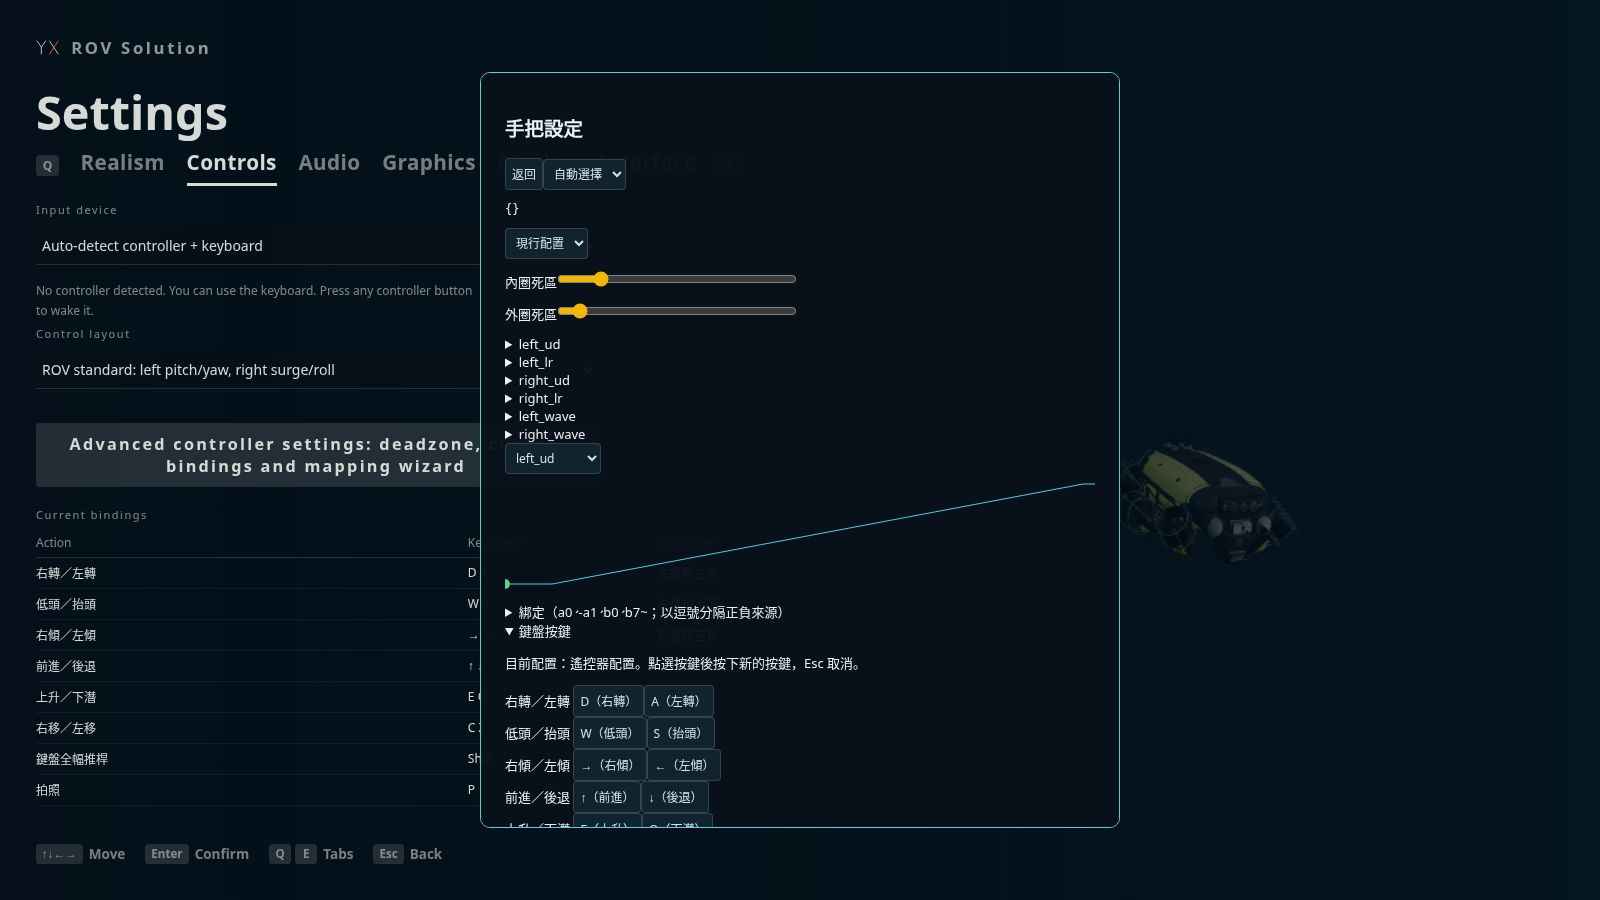 YX ROV Solution
Settings
Q Realism Controls Audio Graphics
Input device
Auto-detect controller + keyboard
No controller detected. You can use the keyboard. Press any controller button
to wake it.
Control layout
ROV standard: left pitch/yaw, right surge/roll
Advanced controller settings: deadzone,
bindings and mapping wizard
Current bindings
Action
右轉／左轉 D
低頭／抬頭 W
右傾／左傾 →
前進／後退 ↑
上升／下潛 E
右移／左移 C
鍵盤全幅推桿
拍照 P
↑↓←→ Move Enter Confirm Q E Tabs Esc Back
手把設定
返回 自動選擇
{}
現行配置
內圈死區
外圈死區
▶ left_ud
▶ left_lr
▶ right_ud
▶ right_lr
▶ left_wave
▶ right_wave
left_ud
▶ 綁定（a0、-a1、b0、b7~；以逗號分隔正負來源）
▼ 鍵盤按鍵
目前配置：遙控器配置。點選按鍵後按下新的按鍵，Esc 取消。
右轉／左轉 D（右轉） A（左轉）
低頭／抬頭 W（低頭） S（抬頭）
右傾／左傾 →（右傾） ←（左傾）
前進／後退 ↑（前進） ↓（後退）